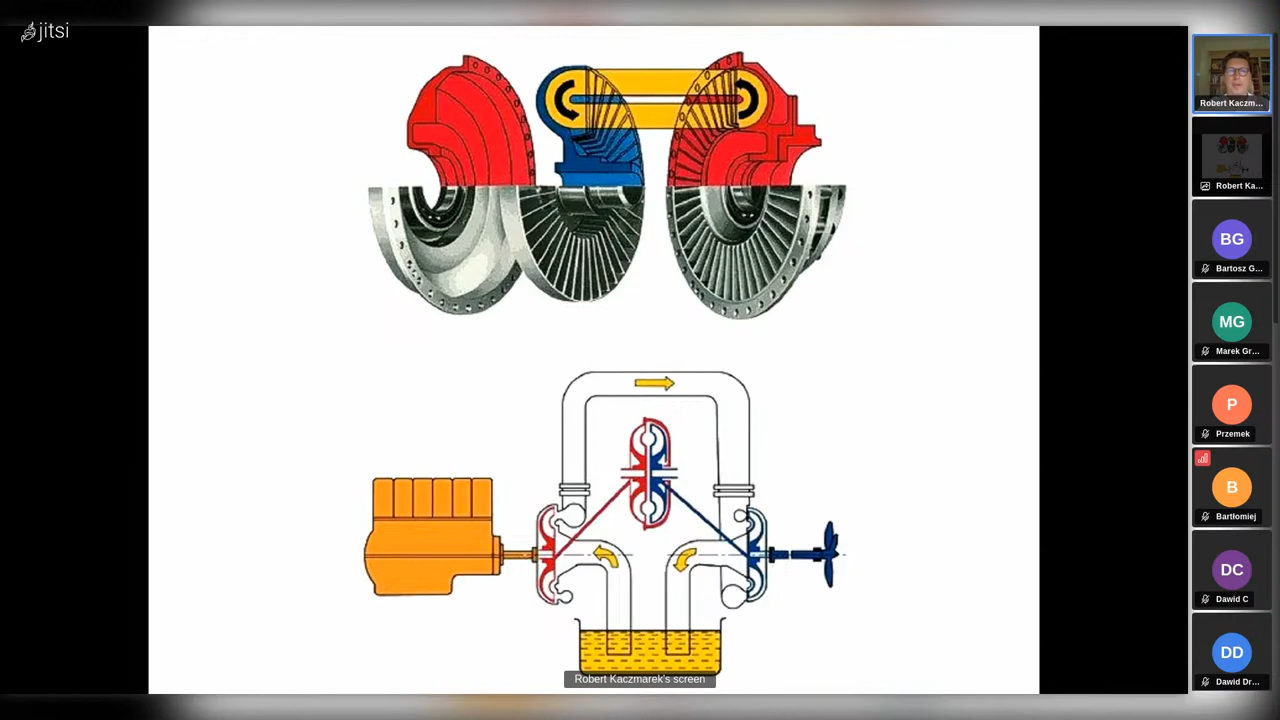 jitsi
Robert Kaczm...
Robert Ka...
BG
Bartosz G...
MG
Marek Gr...
P
Przemek
B
Bartłomiej
DC
Dawid C
DD
Dawid Dr...
Robert Kaczmarek's screen